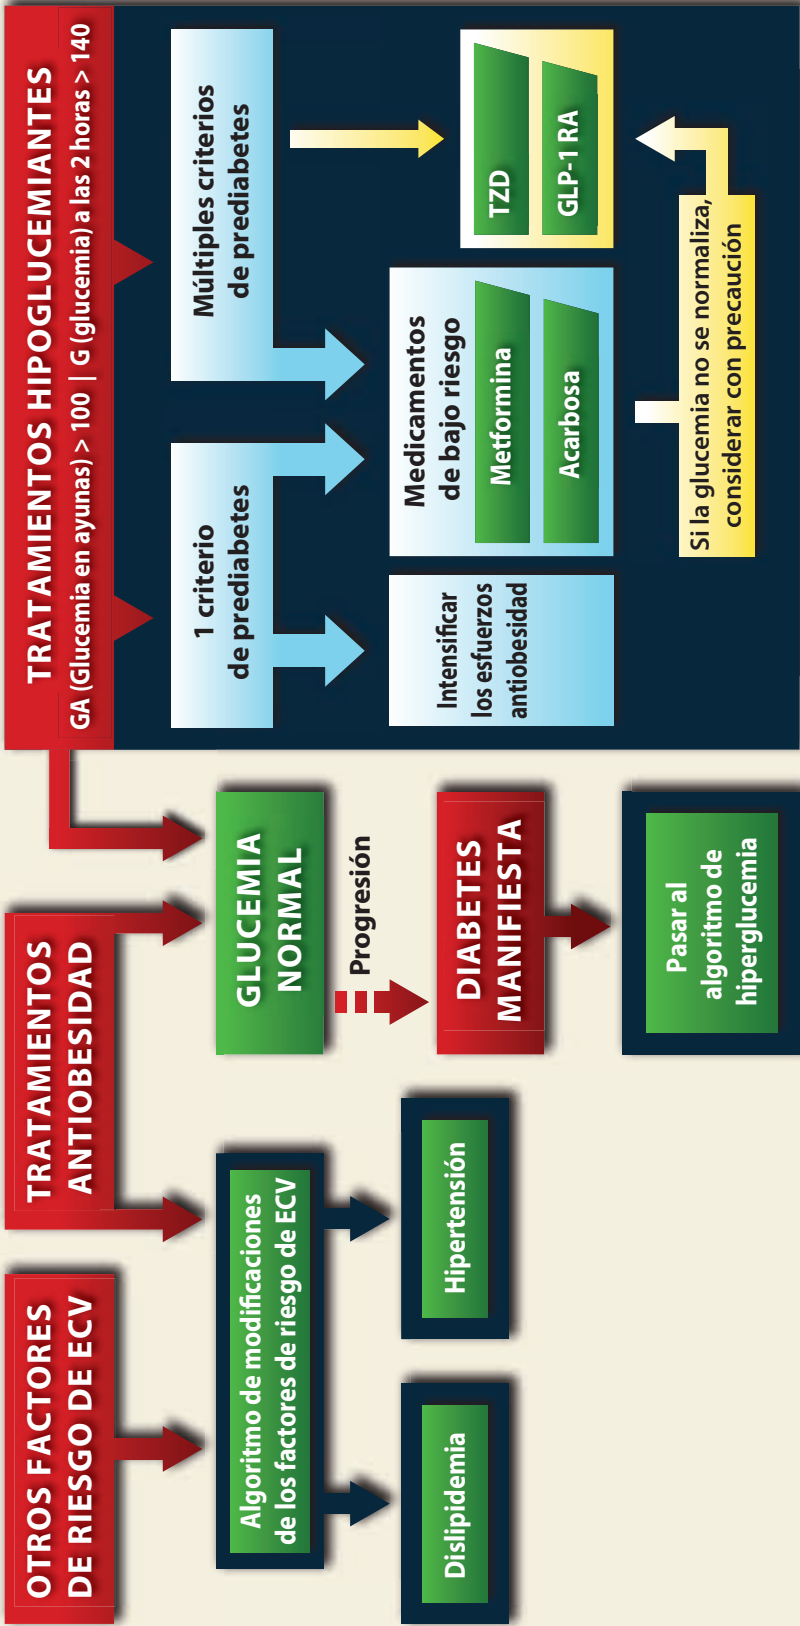 OTROS FACTORES
DE RIESGO DE ECV
TRATAMIENTOS
ANTIOBESIDAD
TRATAMIENTOS HIPOGLUCEMIANTES
GA (Glucemia en ayunas) > 100 | G (glucemia) a las 2 horas > 140
Algoritmo de modificaciones
de los factores de riesgo de ECV
Dislipidemia
Hipertensión
GLUCEMIA
NORMAL
Progresión
DIABETES
MANIFIESTA
Pasar al
algoritmo de
hiperglucemia
1 criterio
de prediabetes
Múltiples criterios
de prediabetes
Intensificar
los esfuerzos
antiobesidad
Medicamentos
de bajo riesgo
Metformina
Acarbosa
TZD
GLP-1 RA
Si la glucemia no se normaliza,
considerar con precaución